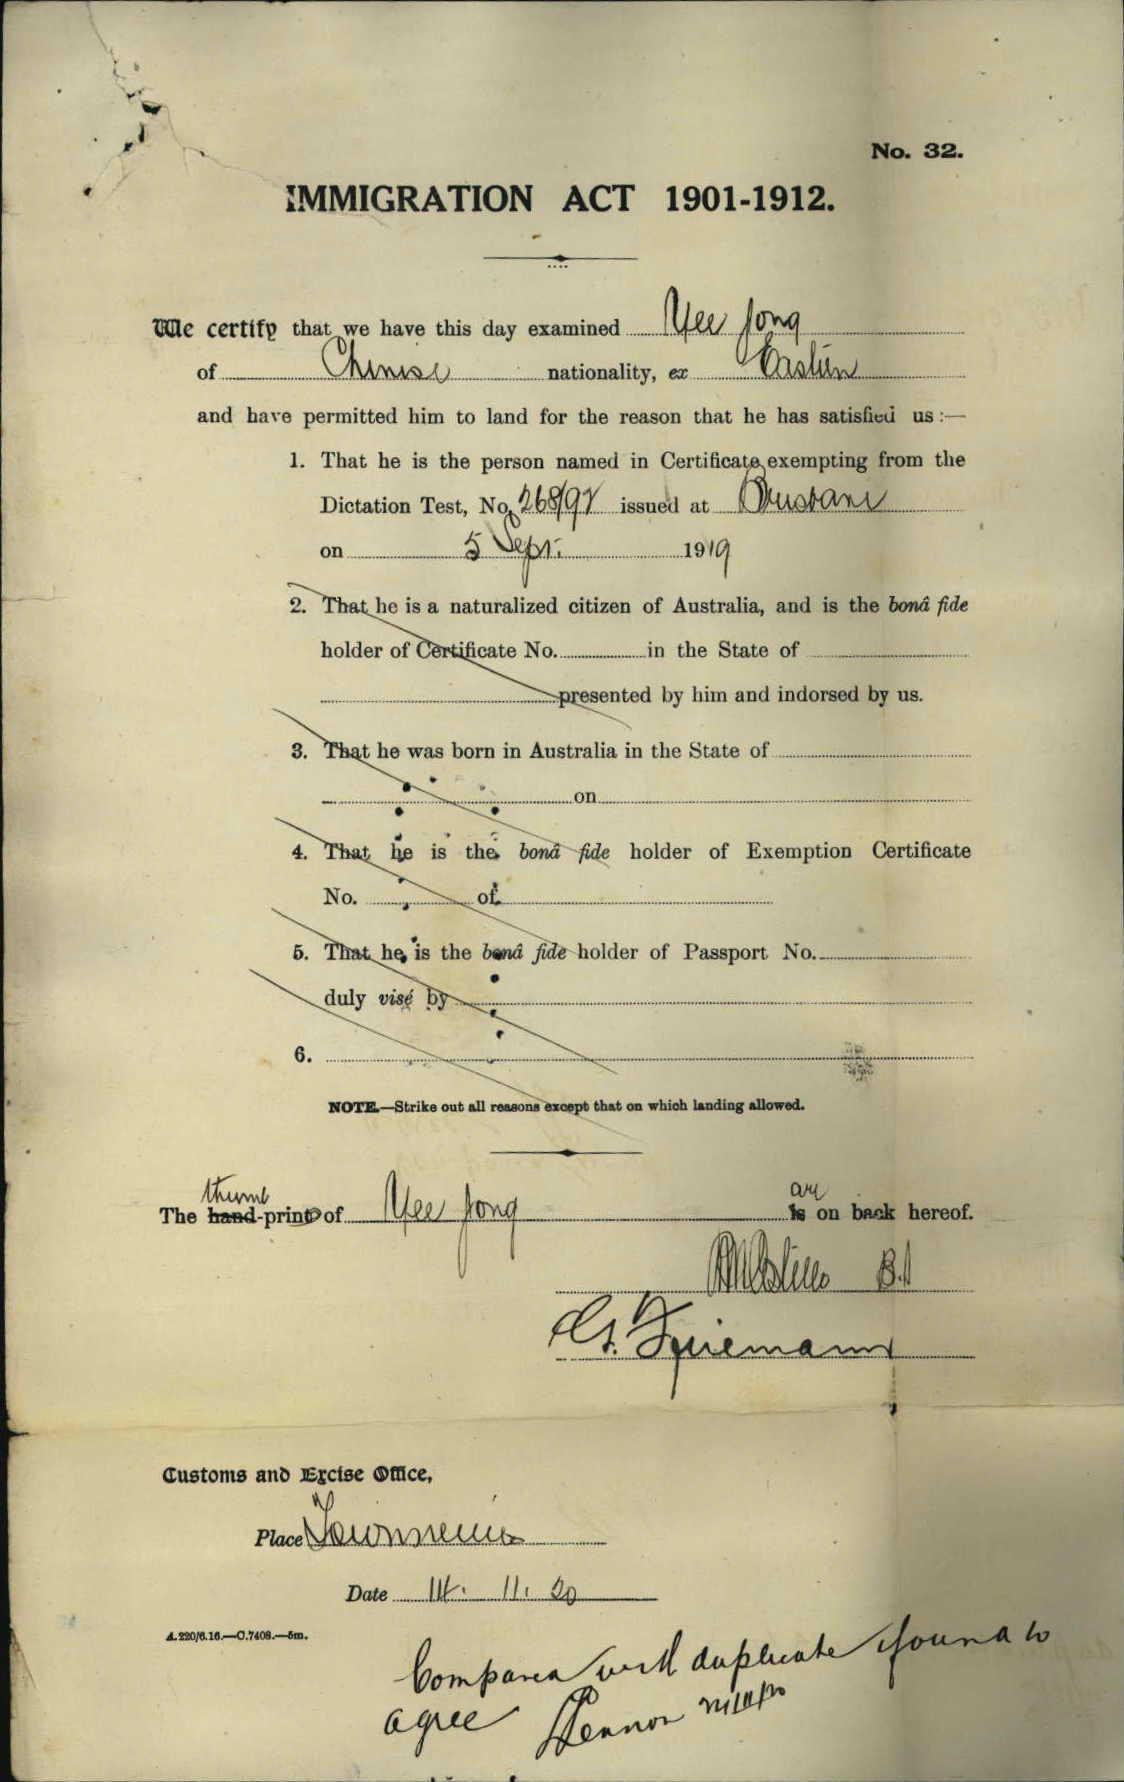 No. 32.
IMMIGRATION ACT 1901-1912.
We certify that we have this day examined Yee Jong
of Chinese nationality, ex Eastern
and have permitted him to land for the reason that he has satisfied us :—
1. That he is the person named in Certificate exempting from the
Dictation Test, No. 268/97 issued at Brisbane
on 5 Sept. 1919
2. That he is a naturalized citizen of Australia, and is the bonâ fide
holder of Certificate No. in the State of
presented by him and indorsed by us.
3. That he was born in Australia in the State of
on
4. That he is the bonâ fide holder of Exemption Certificate
No. of
5. That he is the bonâ fide holder of Passport No.
duly visé by
6.
NOTE.—Strike out all reasons except that on which landing allowed.
thumb are
The hand-print of Yee Jong is on back hereof.
Customs and Excise Office,
Place Townsville
Date 11. 20
A.220/6.16.—C.7408.—5m.
Compared with duplicate & found to
agree Lennon